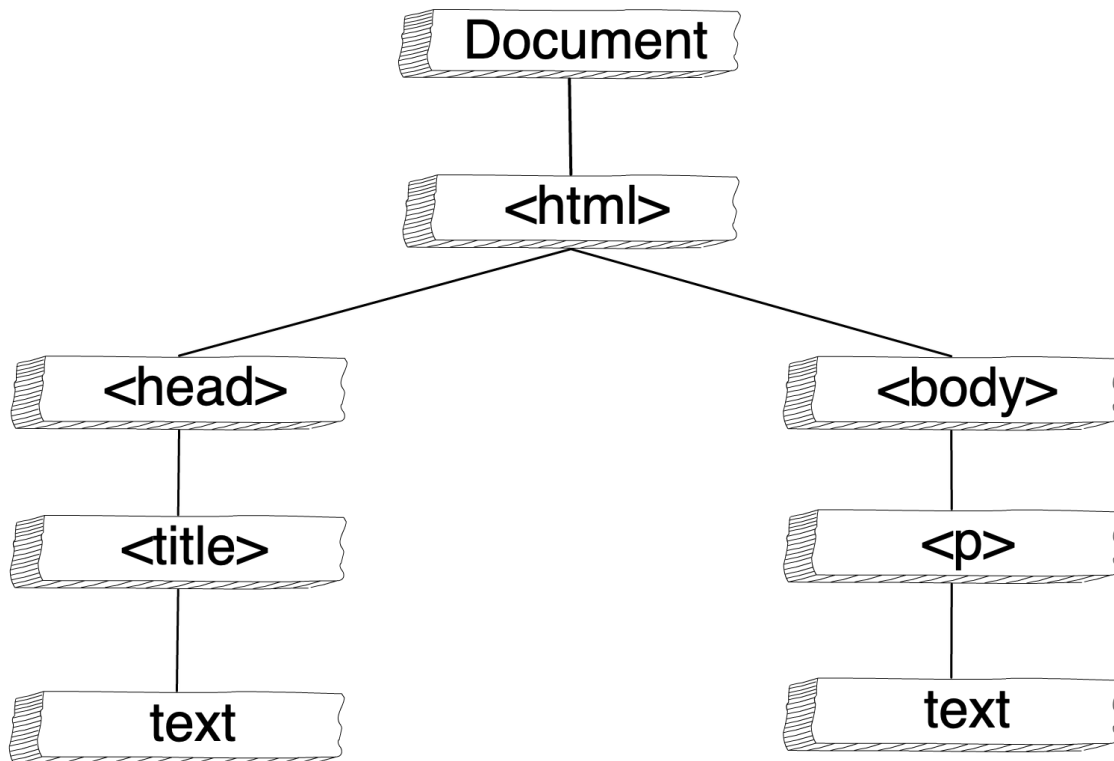 Document
<html>
<head>
<body>
<title>
<p>
text
text